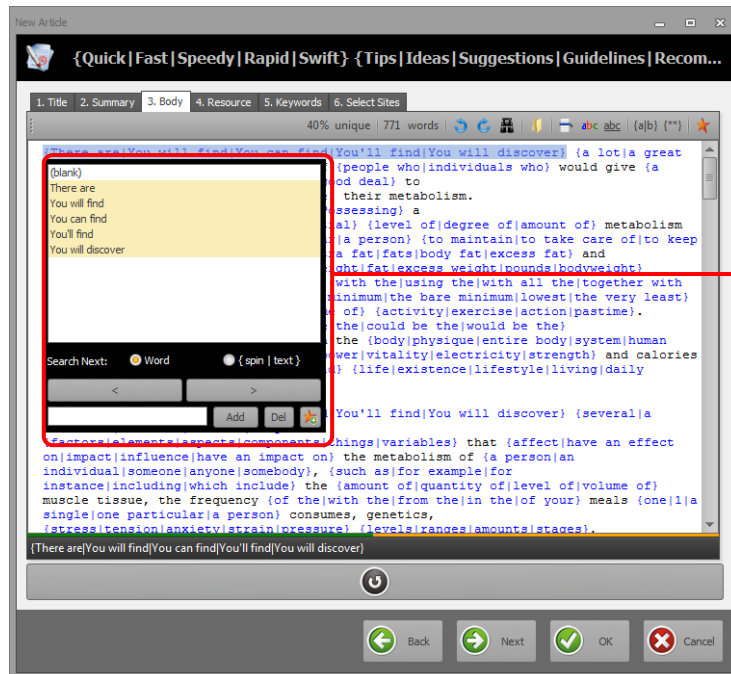 New Article
{Quick|Fast|Speedy|Rapid|Swift} {Tips|Ideas|Suggestions|Guidelines|Recom...
1. Title 2. Summary 3. Body 4. Resource 5. Keywords 6. Select Sites
40% unique 771 words abc abc {a|b} {**}
{There are|You will find|You can find|You'll find|You will discover} {a lot|a great
{people who|individuals who} would give {a
good deal} to
their metabolism.
Possessing} a
al} {level of|degree of|amount of} metabolism
|a person} {to maintain|to take care of|to keep
a fat|fats|body fat|excess fat} and
ght|fat|excess weight|pounds|bodyweight}
with the|using the|with all the|together with
minimum|the bare minimum|lowest|the very least}
e of} {activity|exercise|action|pastime}.
the|could be the|would be the}
the {body|physique|entire body|system|human
ower|vitality|electricity|strength} and calories
} {life|existence|lifestyle|living|daily
(blank)
There are
You will find
You can find
You'll find
You will discover
Search Next: Word { spin | text }
< >
Add Del
You'll find|You will discover} {several|a
{factors|elements|aspects|components|things|variables} that {affect|have an effect
on|impact|influence|have an impact on} the metabolism of {a person|an
individual|someone|anyone|somebody}, {such as|for example|for
instance|including|which include} the {amount of|quantity of|level of|volume of}
muscle tissue, the frequency {of the|with the|from the|in the|of your} meals {one|1|a
single|one particular|a person} consumes, genetics,
{stress|tension|anxiety|strain|pressure} {levels|ranges|amounts|stages},
{There are|You will find|You can find|You'll find|You will discover}
Back Next OK Cancel